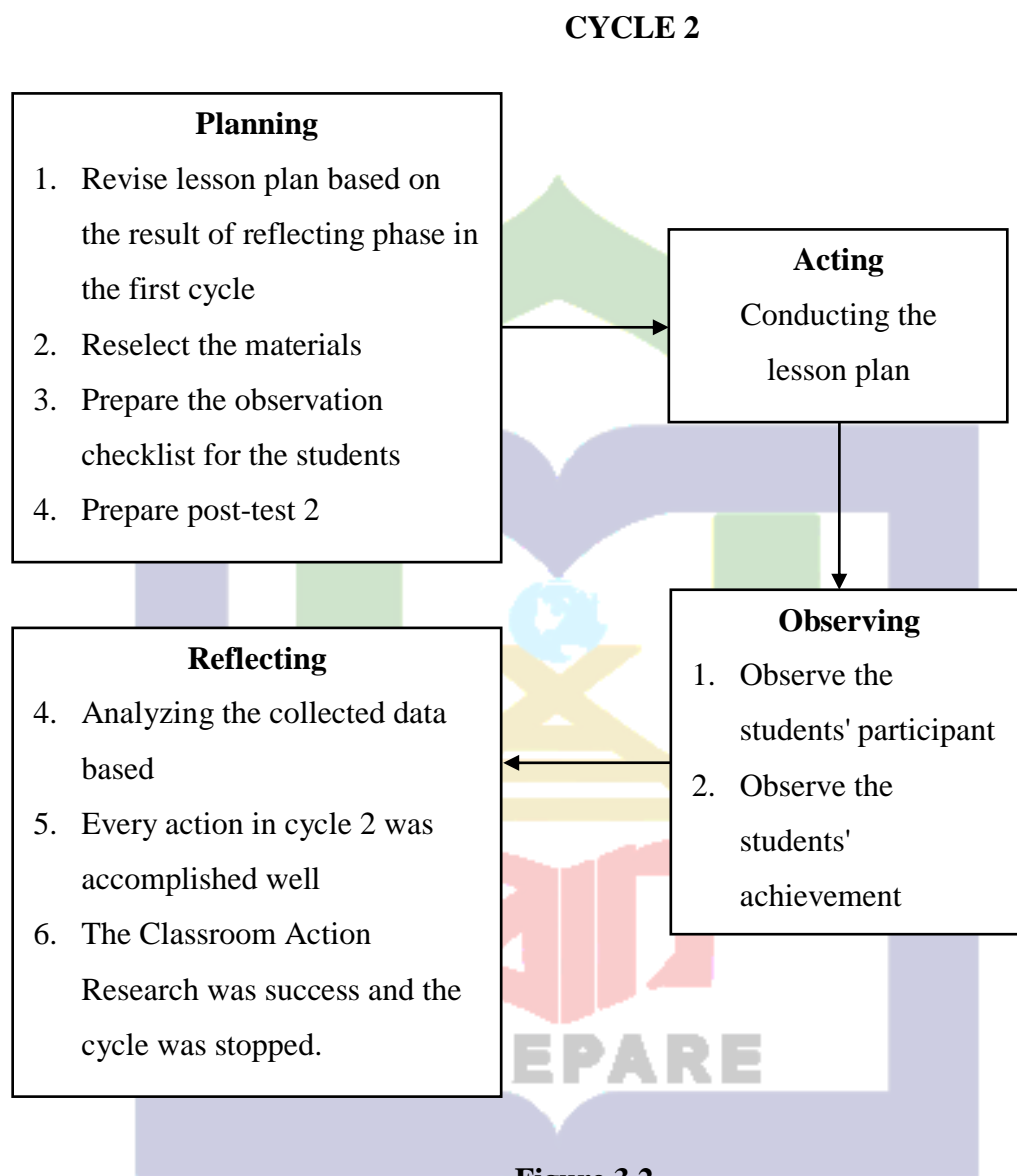 CYCLE 2
Planning
1. Revise lesson plan based on
the result of reflecting phase in
the first cycle
2. Reselect the materials
3. Prepare the observation
checklist for the students
4. Prepare post-test 2
Acting
Conducting the
lesson plan
Observing
1. Observe the
students' participant
2. Observe the
students'
achievement
Reflecting
4. Analyzing the collected data
based
5. Every action in cycle 2 was
accomplished well
6. The Classroom Action
Research was success and the
cycle was stopped.
EPARE
Figure 3.2